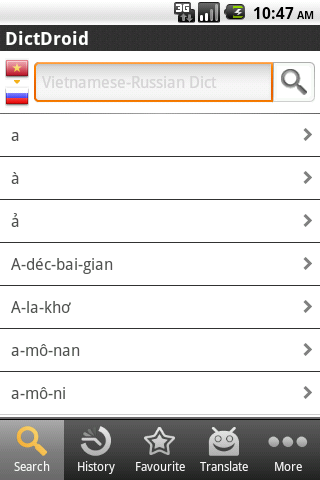 3G 10:47 AM
DictDroid
Vietnamese-Russian Dict
a
à
ả
A-déc-bai-gian
A-la-khơ
a-mô-nan
a-mô-ni
Search History Favourite Translate More